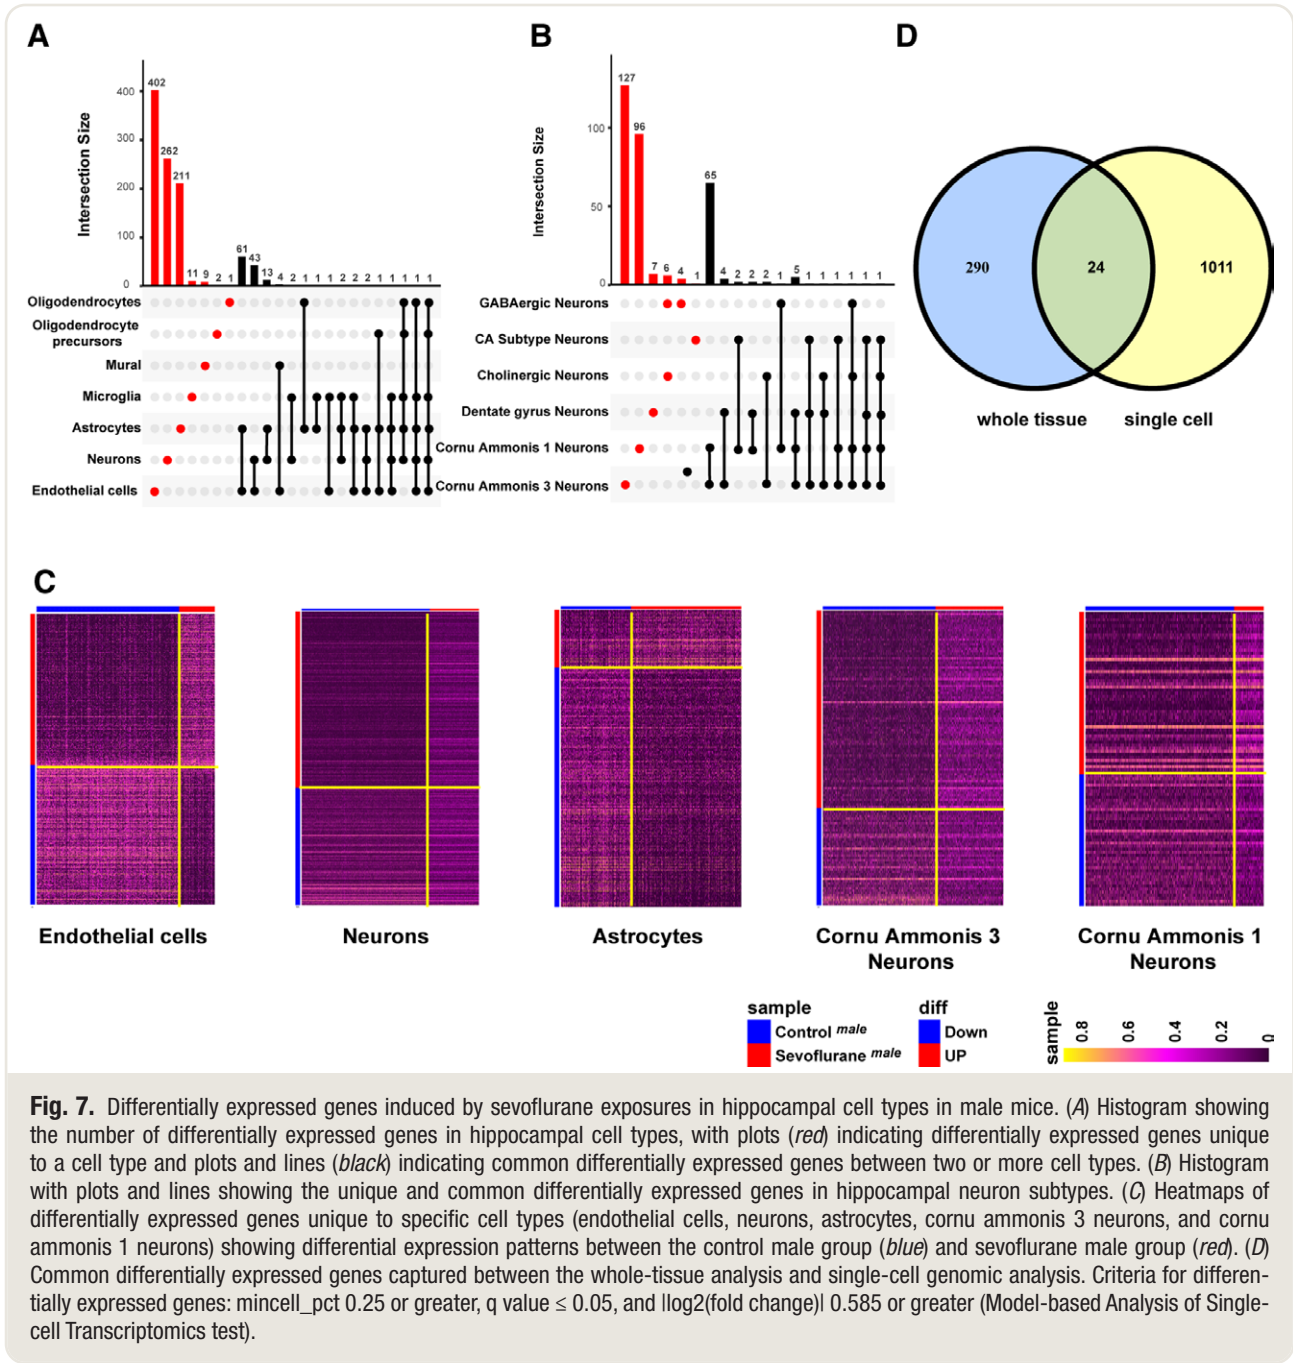 A
B
D
Intersection Size
400
300
200
100
0
402
262
211
11 9 2 1
61
43
13
4 2 1 1 1 2 2 2 1 1 1 1
Oligodendrocytes
Oligodendrocyte
precursors
Mural
Microglia
Astrocytes
Neurons
Endothelial cells
Intersection Size
100
50
0
127
96
7 6 4 1
65
4 2 2 2 1 5 1 1 1 1 1 1
GABAergic Neurons
CA Subtype Neurons
Cholinergic Neurons
Dentate gyrus Neurons
Cornu Ammonis 1 Neurons
Cornu Ammonis 3 Neurons
290
24
1011
whole tissue
single cell
C
Endothelial cells
Neurons
Astrocytes
Cornu Ammonis 3
Neurons
Cornu Ammonis 1
Neurons
sample
Control male
Sevoflurane male
diff
Down
UP
sample
0.8
0.6
0.4
0.2
0
Fig. 7. Differentially expressed genes induced by sevoflurane exposures in hippocampal cell types in male mice. (A) Histogram showing
the number of differentially expressed genes in hippocampal cell types, with plots (red) indicating differentially expressed genes unique
to a cell type and plots and lines (black) indicating common differentially expressed genes between two or more cell types. (B) Histogram
with plots and lines showing the unique and common differentially expressed genes in hippocampal neuron subtypes. (C) Heatmaps of
differentially expressed genes unique to specific cell types (endothelial cells, neurons, astrocytes, cornu ammonis 3 neurons, and cornu
ammonis 1 neurons) showing differential expression patterns between the control male group (blue) and sevoflurane male group (red). (D)
Common differentially expressed genes captured between the whole-tissue analysis and single-cell genomic analysis. Criteria for differen-
tially expressed genes: mincell_pct 0.25 or greater, q value ≤ 0.05, and |log2(fold change)| 0.585 or greater (Model-based Analysis of Single-
cell Transcriptomics test).